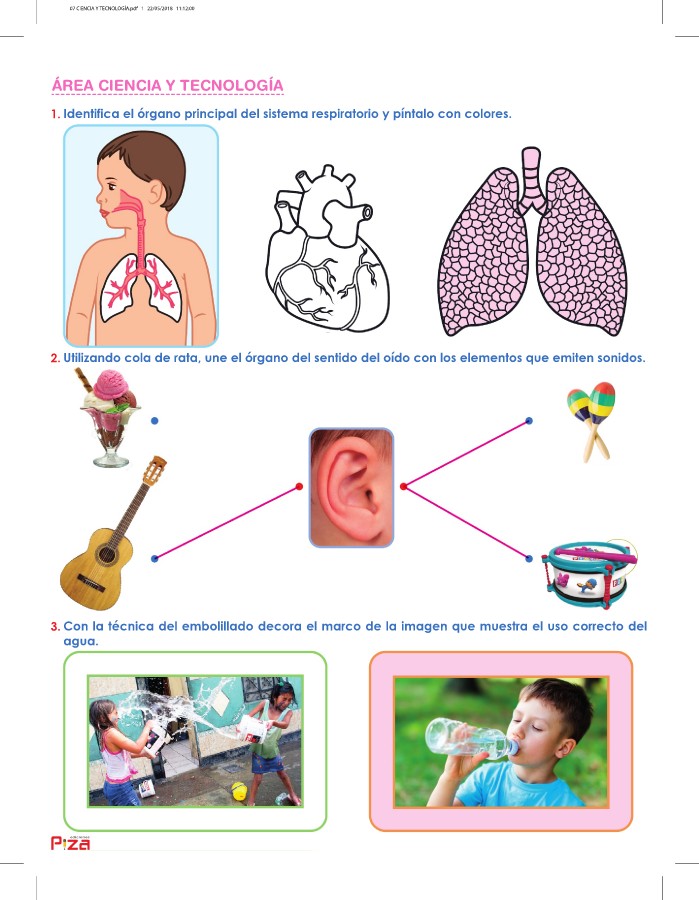 07 CIENCIA Y TECNOLOGÍA.pdf 1 22/05/2018 11:12:01
ÁREA CIENCIA Y TECNOLOGÍA
1. Identifica el órgano principal del sistema respiratorio y píntalo con colores.
2. Utilizando cola de rata, une el órgano del sentido del oído con los elementos que emiten sonidos.
3. Con la técnica del embolillado decora el marco de la imagen que muestra el uso correcto del
agua.
ediciones
Piza